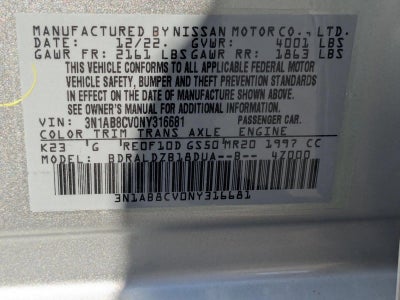 MANUFACTURED BY NISSAN MOTOR CO., LTD.
DATE: 12/22. GVWR: 4001 LBS
GAWR FR: 2161 LBS GAWR RR: 1863 LBS
THIS VEHICLE CONFORMS TO ALL APPLICABLE FEDERAL MOTOR
VEHICLE SAFETY, BUMPER AND THEFT PREVENTION STANDARDS
IN EFFECT ON THE DATE OF MANUFACTURE SHOWN ABOVE.
SEE OWNER'S MANUAL FOR ADDITIONAL INFORMATION.
VIN: 3N1AB8CV0NY316681 PASSENGER CAR.
COLOR TRIM TRANS AXLE ENGINE
K23 G RE0F10D GS50 MR20 1997 CC
MODEL: BDRALDZB18DUA--B-- 4Z000
3N1AB8CV0NY316681